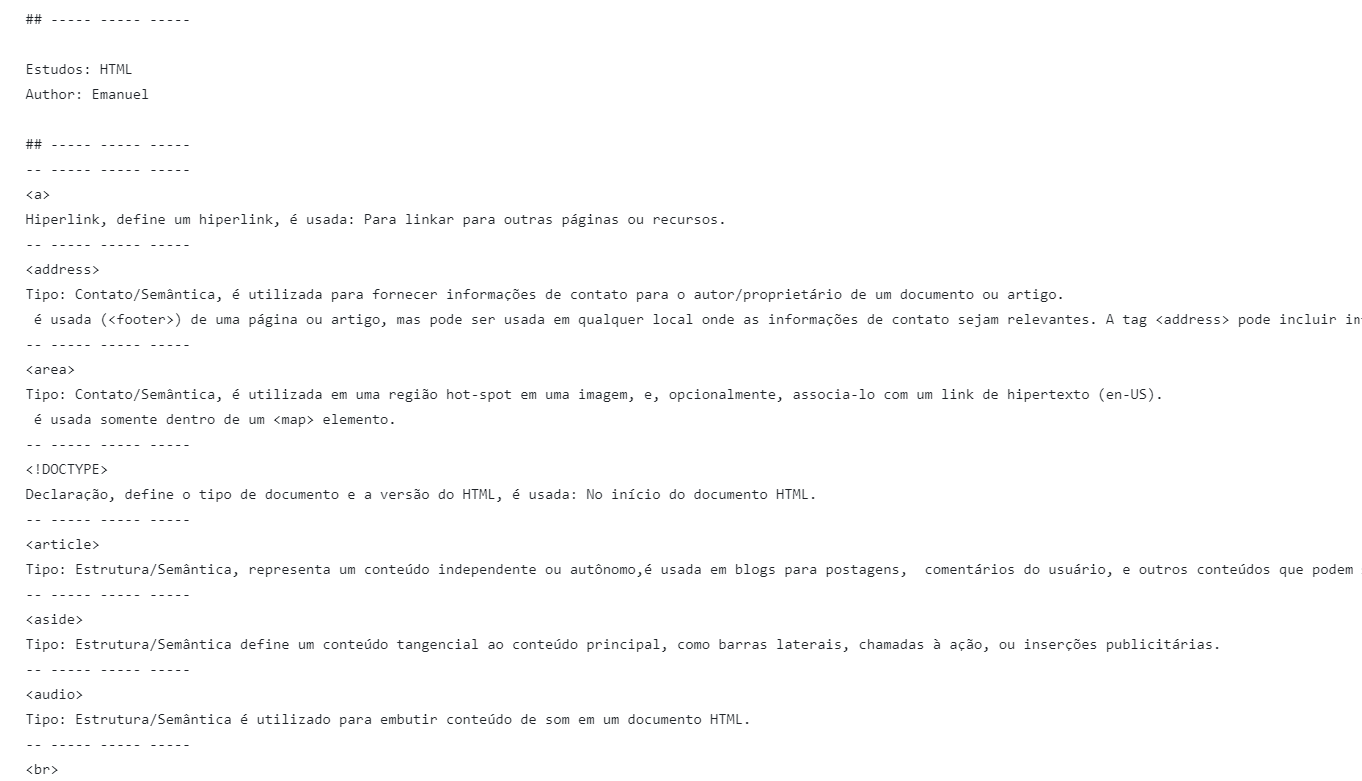 ## ----- ----- -----
Estudos: HTML
Author: Emanuel
## ----- ----- -----
-- ----- ----- -----
<a>
Hiperlink, define um hiperlink, é usada: Para linkar para outras páginas ou recursos.
-- ----- ----- -----
<address>
Tipo: Contato/Semântica, é utilizada para fornecer informações de contato para o autor/proprietário de um documento ou artigo.
é usada (<footer>) de uma página ou artigo, mas pode ser usada em qualquer local onde as informações de contato sejam relevantes. A tag <address> pode incluir
-- ----- ----- -----
<area>
Tipo: Contato/Semântica, é utilizada em uma região hot-spot em uma imagem, e, opcionalmente, associa-lo com um link de hipertexto (en-US).
é usada somente dentro de um <map> elemento.
-- ----- ----- -----
<!DOCTYPE>
Declaração, define o tipo de documento e a versão do HTML, é usada: No início do documento HTML.
-- ----- ----- -----
<article>
Tipo: Estrutura/Semântica, representa um conteúdo independente ou autônomo,é usada em blogs para postagens,  comentários do usuário, e outros conteúdos que podem
-- ----- ----- -----
<aside>
Tipo: Estrutura/Semântica define um conteúdo tangencial ao conteúdo principal, como barras laterais, chamadas à ação, ou inserções publicitárias.
-- ----- ----- -----
<audio>
Tipo: Estrutura/Semântica é utilizado para embutir conteúdo de som em um documento HTML.
-- ----- ----- -----
<br>